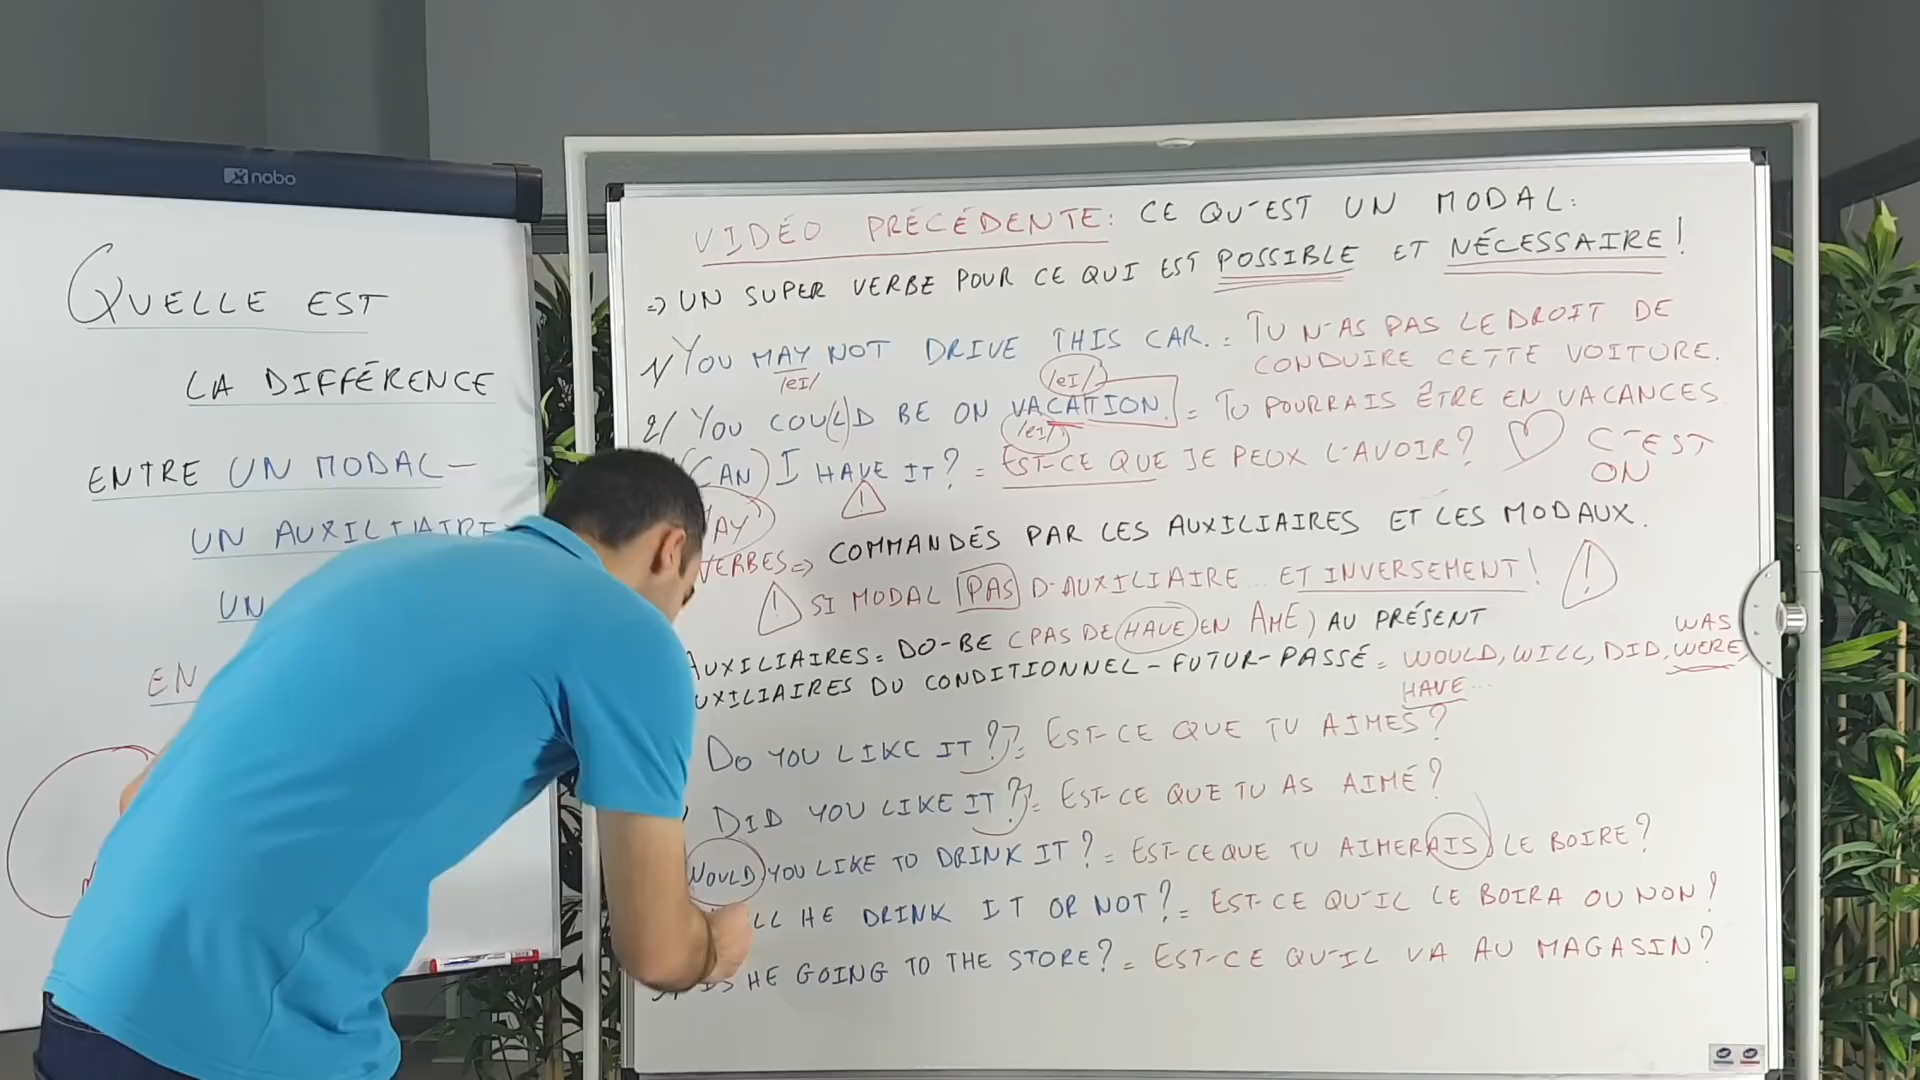 nobo
QUELLE EST
LA DIFFÉRENCE
ENTRE UN MODAL-
UN AUXILIAIRE
UN
EN
VIDÉO PRÉCÉDENTE: CE QU'EST UN MODAL:
=> UN SUPER VERBE POUR CE QUI EST POSSIBLE ET NÉCESSAIRE!
1/ YOU MAY NOT DRIVE THIS CAR. = TU N'AS PAS LE DROIT DE
/eI/
CONDUIRE CETTE VOITURE.
/eI/
2/ YOU COU(L)D BE ON VACATION. = TU POURRAIS ÊTRE EN VACANCES.
/eI/
(CAN) I HAVE IT? = EST-CE QUE JE PEUX L'AVOIR? C'EST
ON
!
MAY
VERBES => COMMANDÉS PAR LES AUXILIAIRES ET LES MODAUX.
! SI MODAL PAS D'AUXILIAIRE... ET INVERSEMENT! !
AUXILIAIRES = DO-BE (PAS DE HAVE EN AME) AU PRÉSENT
WAS
AUXILIAIRES DU CONDITIONNEL-FUTUR-PASSÉ = WOULD, WILL, DID, WERE,
HAVE...
DO YOU LIKE IT? = EST-CE QUE TU AIMES?
DID YOU LIKE IT? = EST-CE QUE TU AS AIMÉ?
WOULD YOU LIKE TO DRINK IT? = EST-CE QUE TU AIMERAIS LE BOIRE?
LL HE DRINK IT OR NOT? = EST-CE QU'IL LE BOIRA OU NON?
IS HE GOING TO THE STORE? = EST-CE QU'IL VA AU MAGASIN?